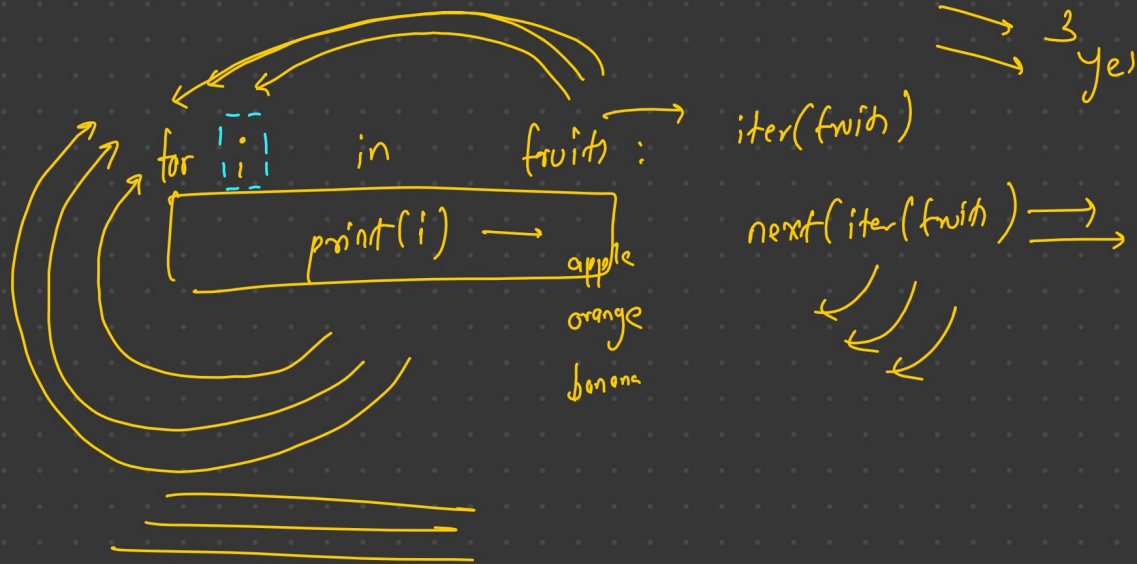 3
yes
for i in fruits :
iter(fruits)
print(i)
next(iter(fruits)
apple
orange
banana